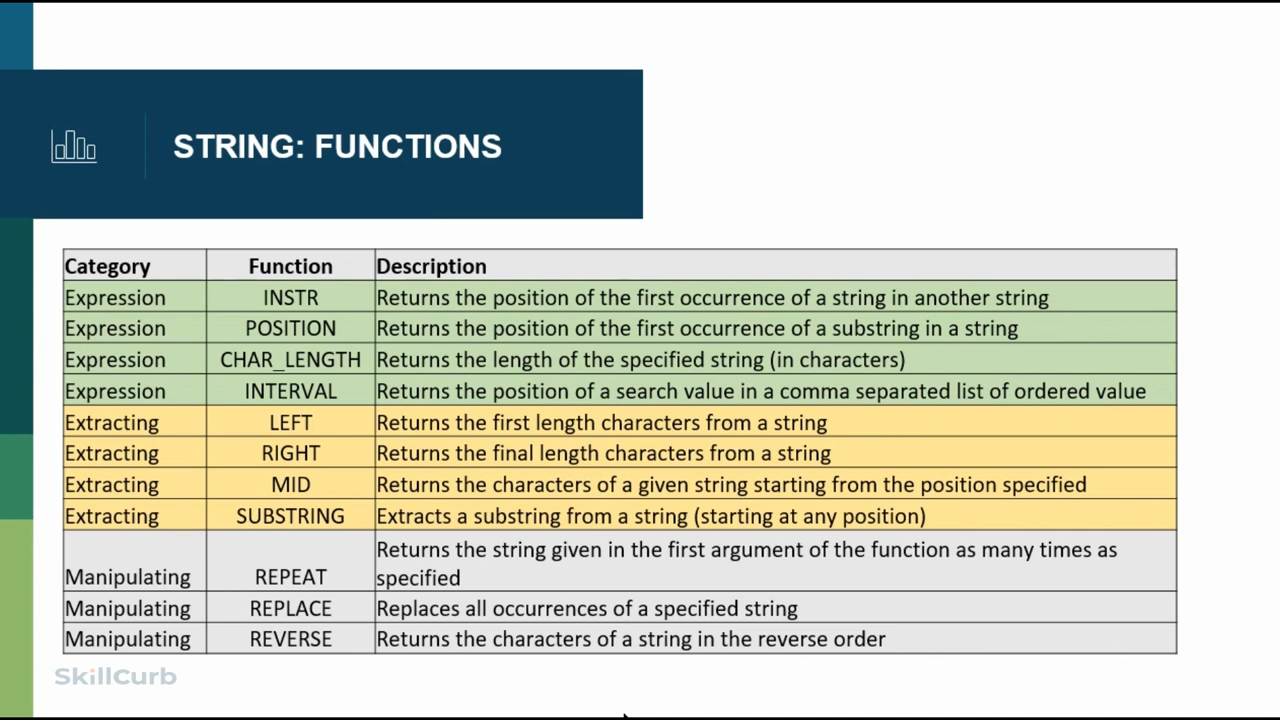 STRING: FUNCTIONS
Category Function Description
Expression INSTR Returns the position of the first occurrence of a string in another string
Expression POSITION Returns the position of the first occurrence of a substring in a string
Expression CHAR_LENGTH Returns the length of the specified string (in characters)
Expression INTERVAL Returns the position of a search value in a comma separated list of ordered value
Extracting LEFT Returns the first length characters from a string
Extracting RIGHT Returns the final length characters from a string
Extracting MID Returns the characters of a given string starting from the position specified
Extracting SUBSTRING Extracts a substring from a string (starting at any position)
Returns the string given in the first argument of the function as many times as
Manipulating REPEAT specified
Manipulating REPLACE Replaces all occurrences of a specified string
Manipulating REVERSE Returns the characters of a string in the reverse order
SkillCurb